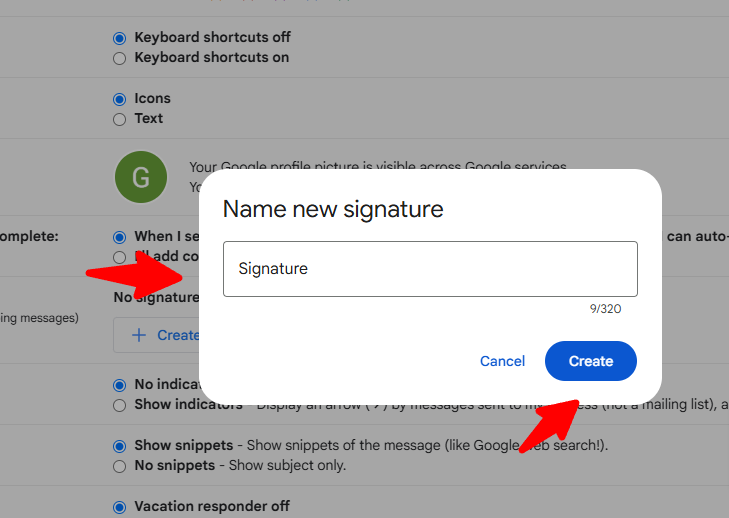 Keyboard shortcuts off
Keyboard shortcuts on
Icons
Text
G
Your Google profile picture is visible across Google services.
omplete:
When I se
can auto-
I'll add co
Name new signature
Signature
9/320
Cancel
Create
No signature
ing messages)
+ Create
No indica
Show indicators - Display an arrow ( › ) by messages sent to my address (not a mailing list), a
Show snippets - Show snippets of the message (like Google web search!).
No snippets - Show subject only.
Vacation responder off